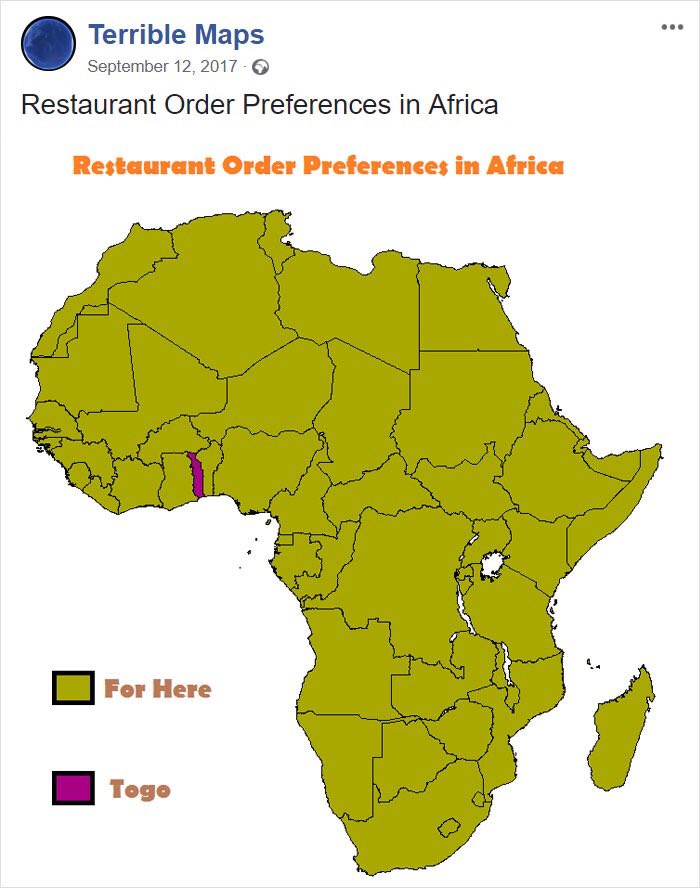 Terrible Maps
September 12, 2017 ·
Restaurant Order Preferences in Africa
Restaurant Order Preferences in Africa
For Here
Togo